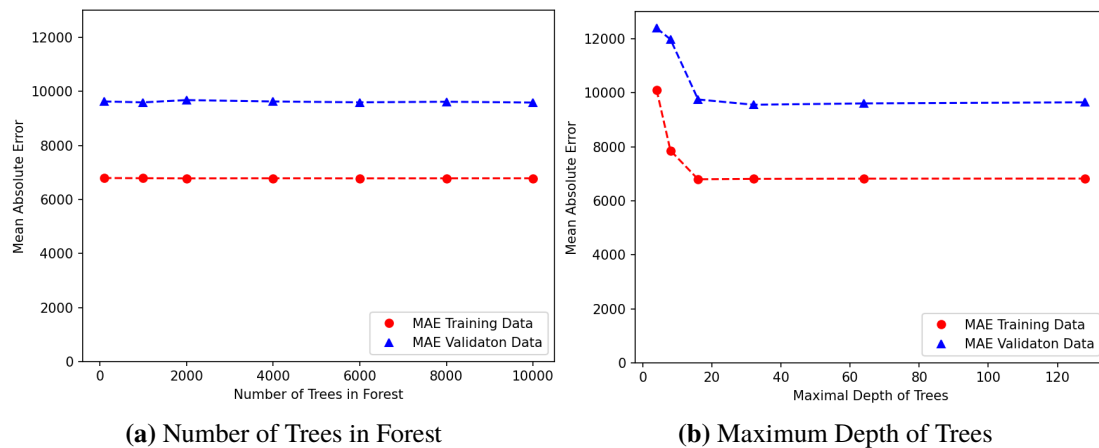 12000
10000
8000
6000
4000
2000
0
Mean Absolute Error
MAE Training Data
MAE Validaton Data
0 2000 4000 6000 8000 10000
Number of Trees in Forest
(a) Number of Trees in Forest
12000
10000
8000
6000
4000
2000
0
Mean Absolute Error
MAE Training Data
MAE Validaton Data
0 20 40 60 80 100 120
Maximal Depth of Trees
(b) Maximum Depth of Trees